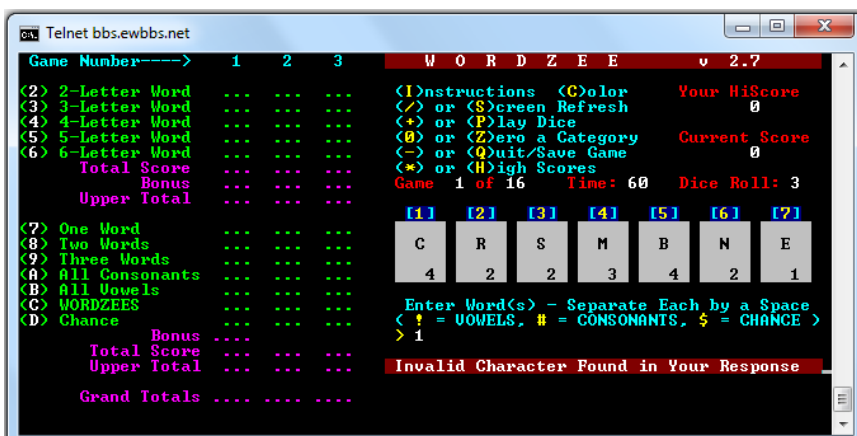 Telnet bbs.ewbbs.net
Game Number----> 1 2 3
(2) 2-Letter Word ... ... ...
(3) 3-Letter Word ... ... ...
(4) 4-Letter Word ... ... ...
(5) 5-Letter Word ... ... ...
(6) 6-Letter Word ... ... ...
Total Score ... ... ...
Bonus ... ... ...
Upper Total ... ... ...
(7) One Word ... ... ...
(8) Two Words ... ... ...
(9) Three Words ... ... ...
(A) All Consonants ... ... ...
(B) All Vowels ... ... ...
(C) WORDZEES ... ... ...
(D) Chance ... ... ...
Bonus ....
Total Score ... ... ...
Upper Total ... ... ...
Grand Totals .... .... ....
W O R D Z E E v 2.7
(I)nstructions (C)olor Your HiScore
(/) or (S)creen Refresh 0
(+) or (P)lay Dice
(0) or (Z)ero a Category Current Score
(-) or (Q)uit/Save Game 0
(*) or (H)igh Scores
Game 1 of 16 Time: 60 Dice Roll: 3
[1] [2] [3] [4] [5] [6] [7]
C R S M B N E
4 2 2 3 4 2 1
Enter Word(s) - Separate Each by a Space
( ! = VOWELS, # = CONSONANTS, $ = CHANCE )
> 1
Invalid Character Found in Your Response